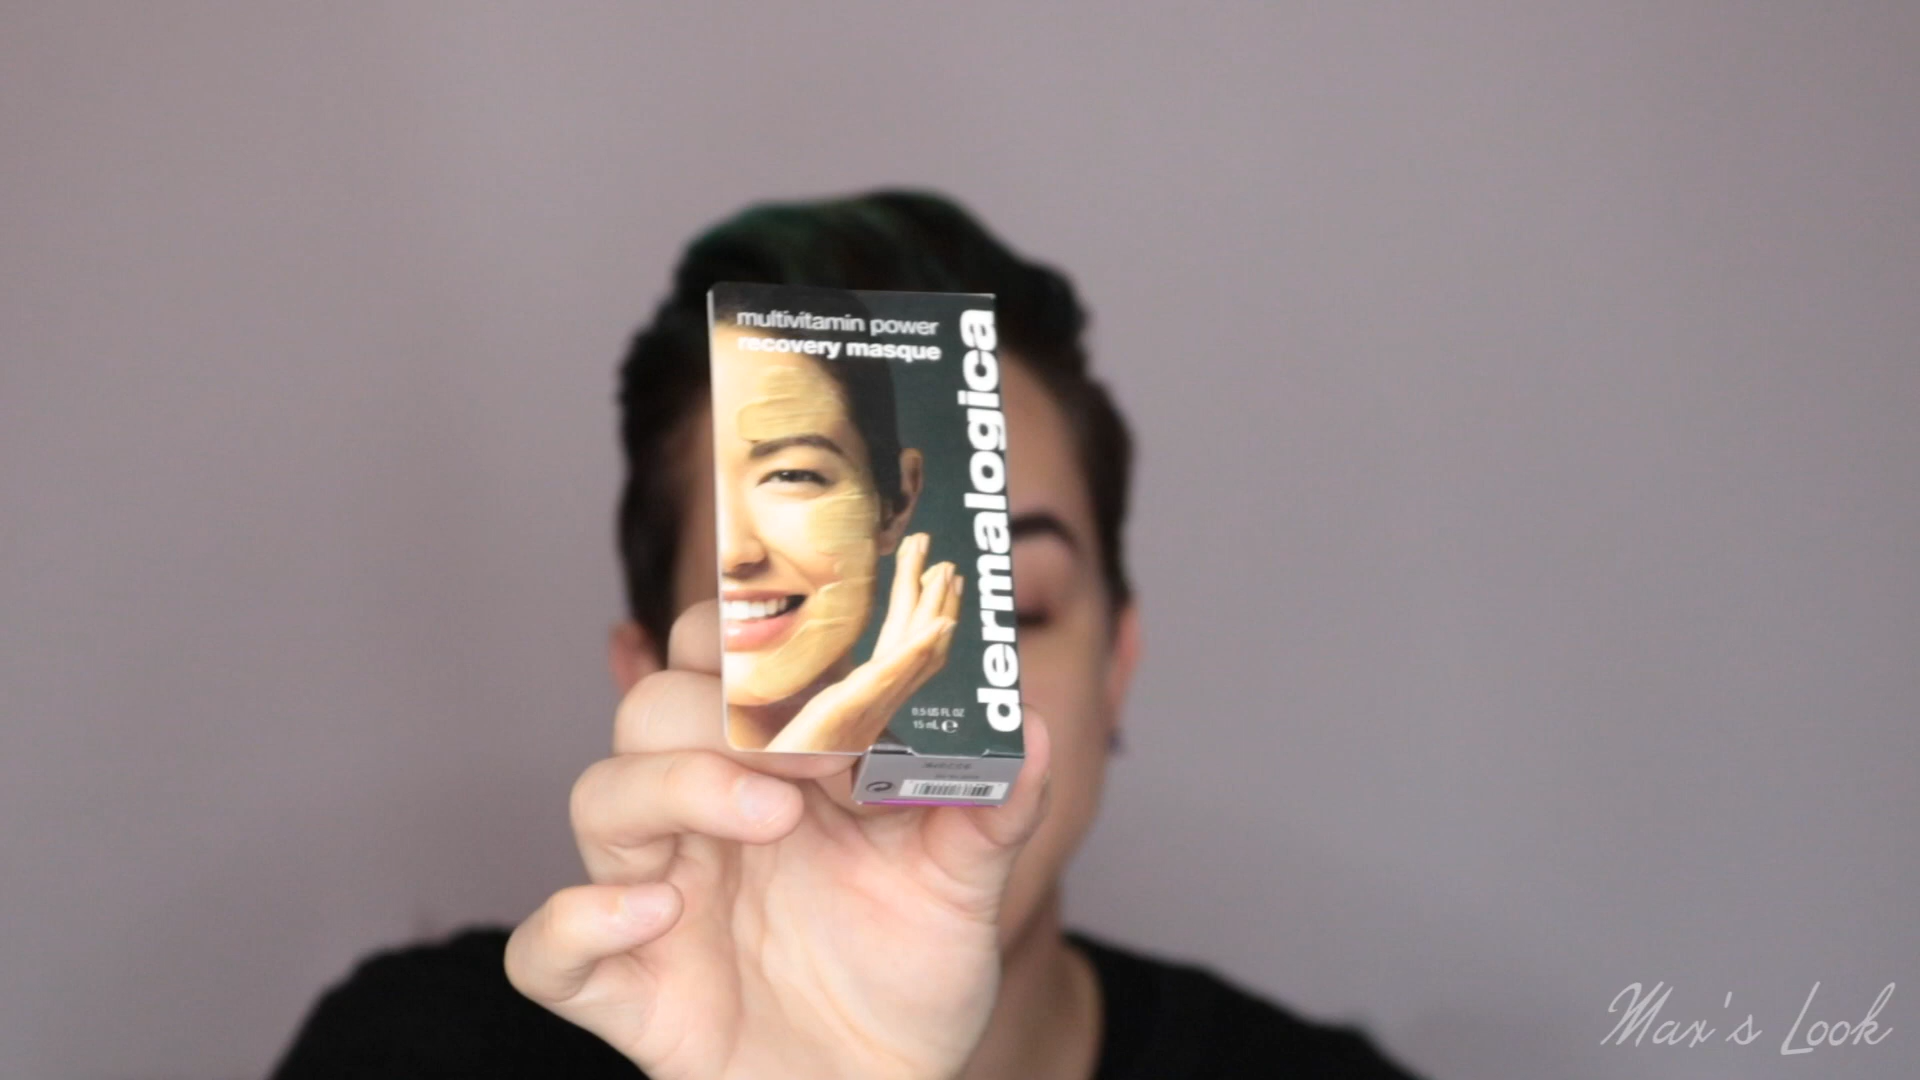 multivitamin power
recovery masque
dermalogica
0.5 US FL OZ
15 mL e
Max's Look